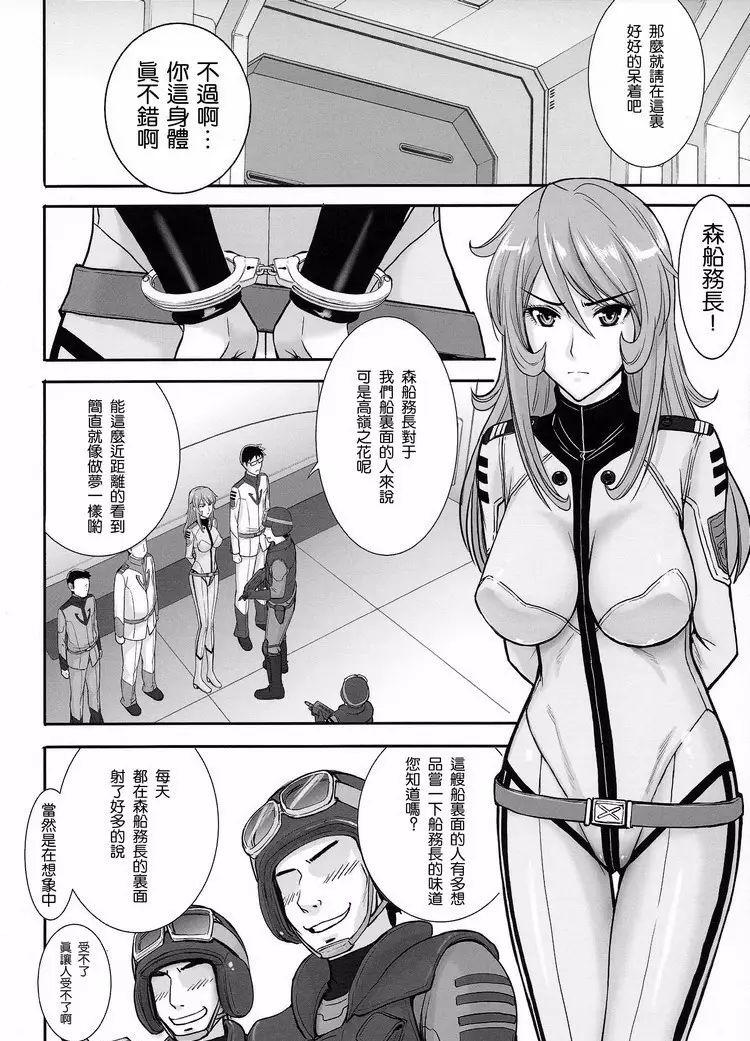 那麼就請在這裏
好好的呆着吧
不過啊…
你這身體
眞不錯啊
森船務長！
森船務長對于
我們船裏面的人來說
可是高嶺之花呢
能這麼近距離的看到
簡直就像做夢一樣喲
這艘船裏面的人有多想
品嘗一下船務長的味道
您知道嗎？
每天
都在森船務長的裏面
射了好多的說
當然是在想象中
受不了
眞讓人受不了啊